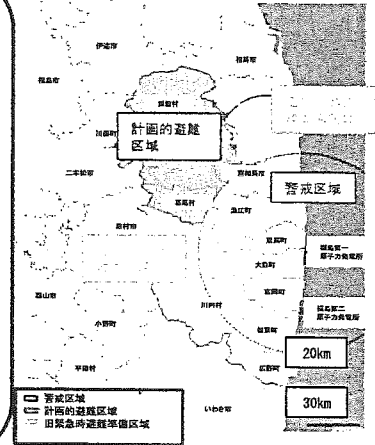 伊達市
相馬市
福島市
飯舘村
川俣町
計画的避難
区域
二本松市
南相馬市
警戒区域
葛尾村
浪江町
田村市
双葉町
福島第一
原子力発電所
大熊町
郡山市
富岡町
川内村
福島第二
原子力発電所
小野町
楢葉町
20km
平田村
広野町
30km
いわき市
警戒区域
計画的避難区域
旧緊急時避難準備区域